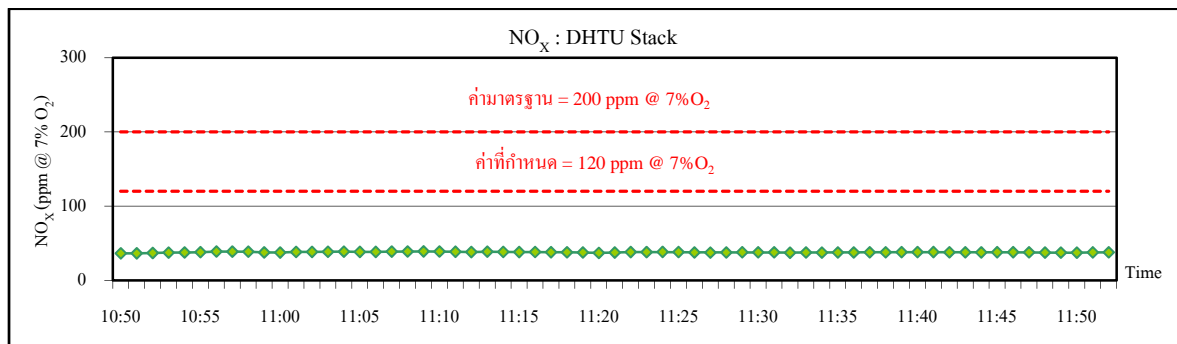 NOX : DHTU Stack
300
ค่ามาตรฐาน = 200 ppm @ 7%O2
200
ค่าที่กำหนด = 120 ppm @ 7%O2
100
0
NOX (ppm @ 7% O2)
Time
10:50 10:55 11:00 11:05 11:10 11:15 11:20 11:25 11:30 11:35 11:40 11:45 11:50